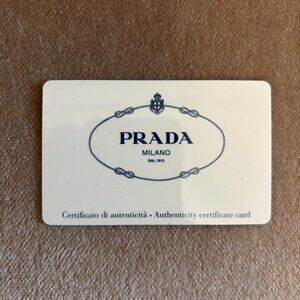 PRADA
MILANO
DAL 1913
Certificato di autenticità • Authenticity certificate card